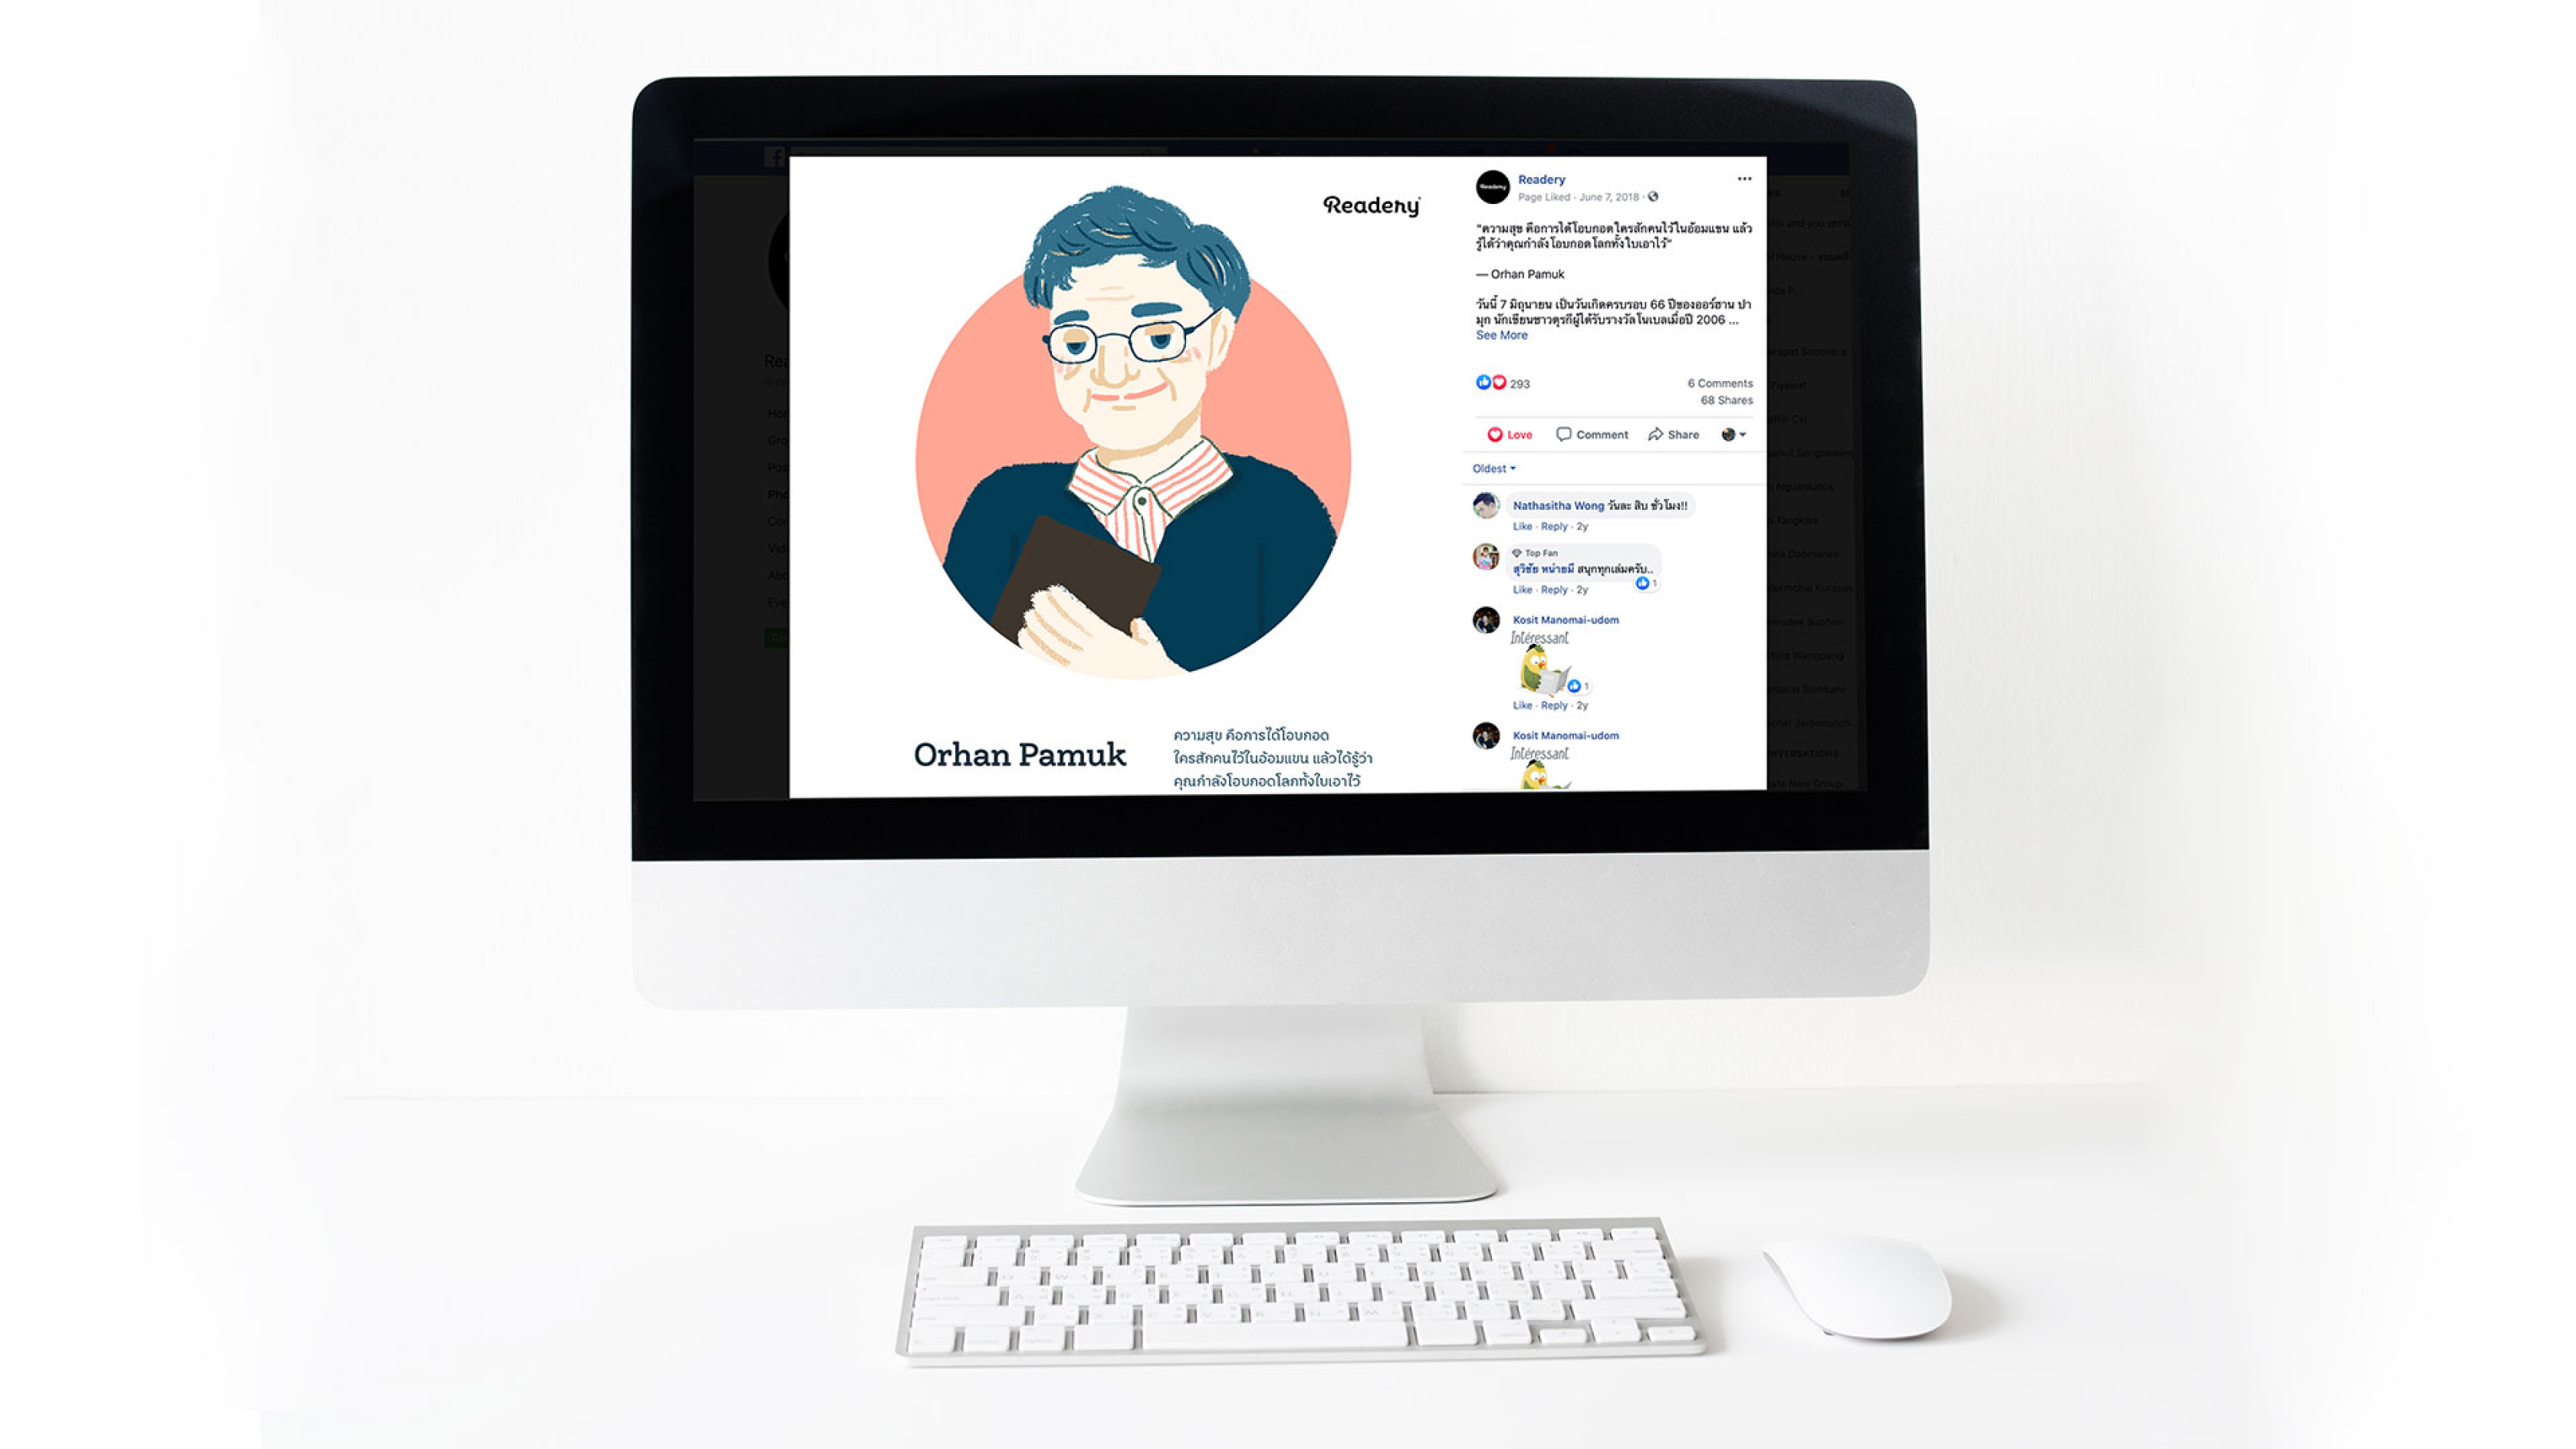 Readery
Orhan Pamuk
ความสุข คือการได้โอบกอด
ใครสักคนไว้ในอ้อมแขน แล้วได้รู้ว่า
คุณกำลังโอบกอดโลกทั้งใบเอาไว้
Readery
Page Liked · June 7, 2018 ·
“ความสุข คือการได้โอบกอดใครสักคนไว้ในอ้อมแขน แล้ว
รู้ได้ว่าคุณกำลังโอบกอดโลกทั้งใบเอาไว้”
— Orhan Pamuk
วันนี้ 7 มิถุนายน เป็นวันเกิดครบรอบ 66 ปีของออร์ฮาน ปา
มุก นักเขียนชาวตุรกีผู้ได้รับรางวัลโนเบลเมื่อปี 2006 ...
See More
293
6 Comments
68 Shares
Love Comment Share
Oldest
Nathasitha Wong วันละ สิบ ชั่วโมง!!
Like · Reply · 2y
Top Fan
สุวิชัย หน่ายมี สนุกทุกเล่มครับ..
1
Like · Reply · 2y
Kosit Manomai-udom
Intéressant
1
Like · Reply · 2y
Kosit Manomai-udom
Intéressant